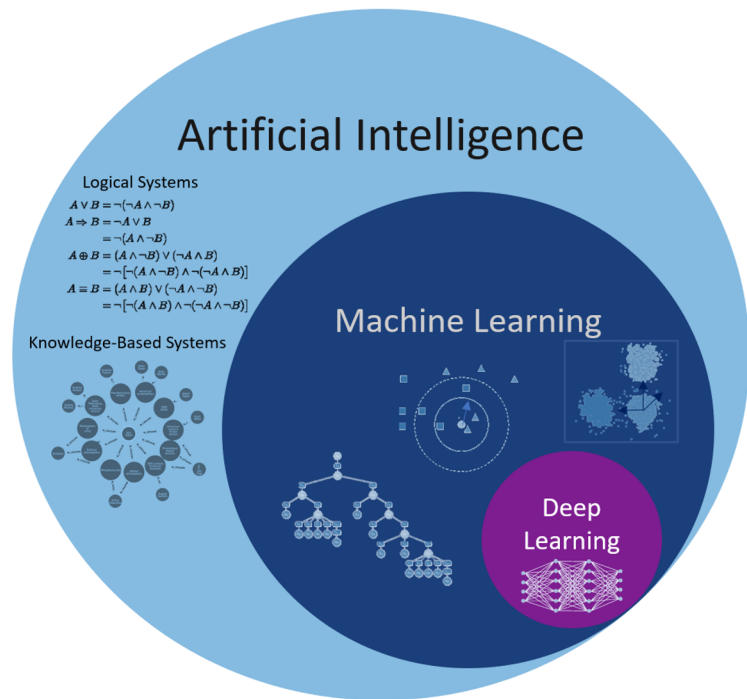 Artificial Intelligence
Logical Systems
A ∨ B = ¬(¬A ∧ ¬B)
A ⇒ B = ¬A ∨ B
= ¬(A ∧ ¬B)
A ⊕ B = (A ∧ ¬B) ∨ (¬A ∧ B)
= ¬[¬(A ∧ ¬B) ∧ ¬(¬A ∧ B)]
A ≡ B = (A ∧ B) ∨ (¬A ∧ ¬B)
= ¬[¬(A ∧ B) ∧ ¬(¬A ∧ ¬B)]
Knowledge-Based Systems
Machine Learning
Deep
Learning